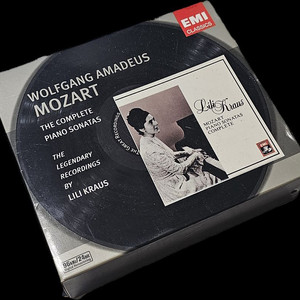 EMI
CLASSICS
WOLFGANG AMADEUS
MOZART
THE COMPLETE
PIANO SONATAS
THE
LEGENDARY
RECORDINGS
BY
LILI KRAUS
Lili Kraus
MOZART
PIANO SONATAS
COMPLETE
EMI